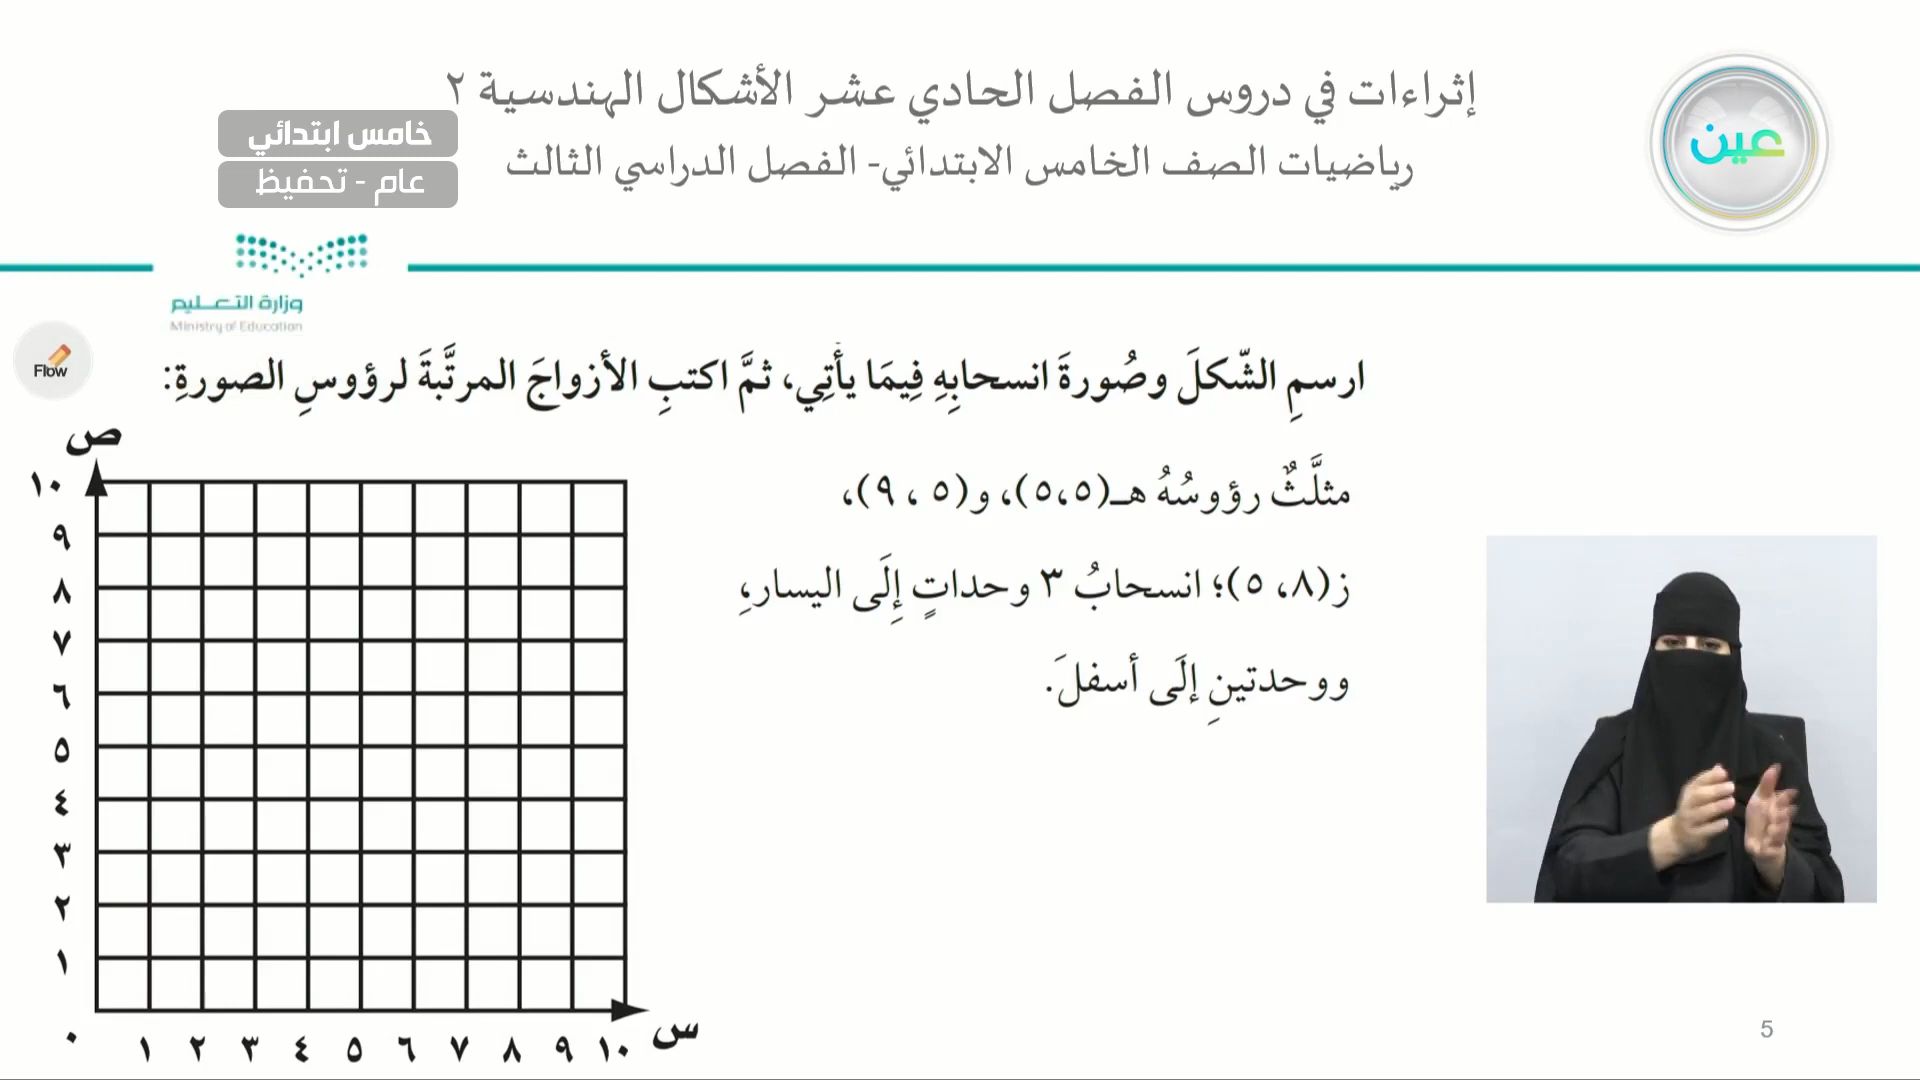 إثراءات في دروس الفصل الحادي عشر الأشكال الهندسية ٢
رياضيات الصف الخامس الابتدائي- الفصل الدراسي الثالث
خامس ابتدائي
عام - تحفيظ
عين
وزارة التعليم
Ministry of Education
Flow
ارسمِ الشّكلَ وصُورةَ انسحابِهِ فِيمَا يأْتِي، ثمَّ اكتبِ الأزواجَ المرتَّبةَ لرؤوسِ الصورةِ:
مثلَّثٌ رؤوسُهُ هـ(٥،٥)، و(٥ ، ٩)،
ز(٨، ٥)؛ انسحابُ ٣ وحداتٍ إِلَى اليسارِ،
ووحدتينِ إلَى أسفلَ.
ص
١٠
٩
٨
٧
٦
٥
٤
٣
٢
١
٠ ١ ٢ ٣ ٤ ٥ ٦ ٧ ٨ ٩ ١٠
س
5